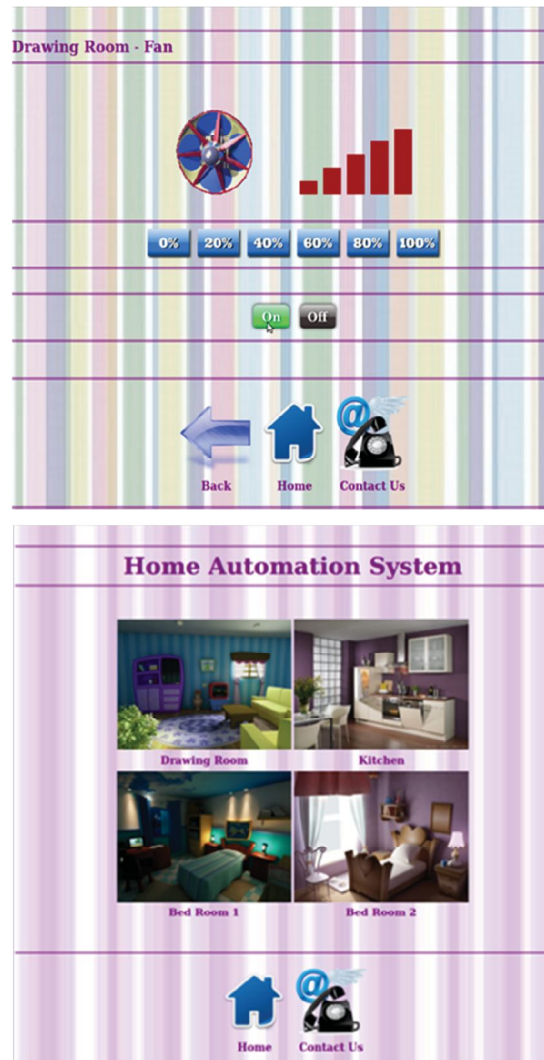 Drawing Room - Fan
0% 20% 40% 60% 80% 100%
On Off
@
Back Home Contact Us
Home Automation System
Drawing Room Kitchen
Bed Room 1 Bed Room 2
@
Home Contact Us